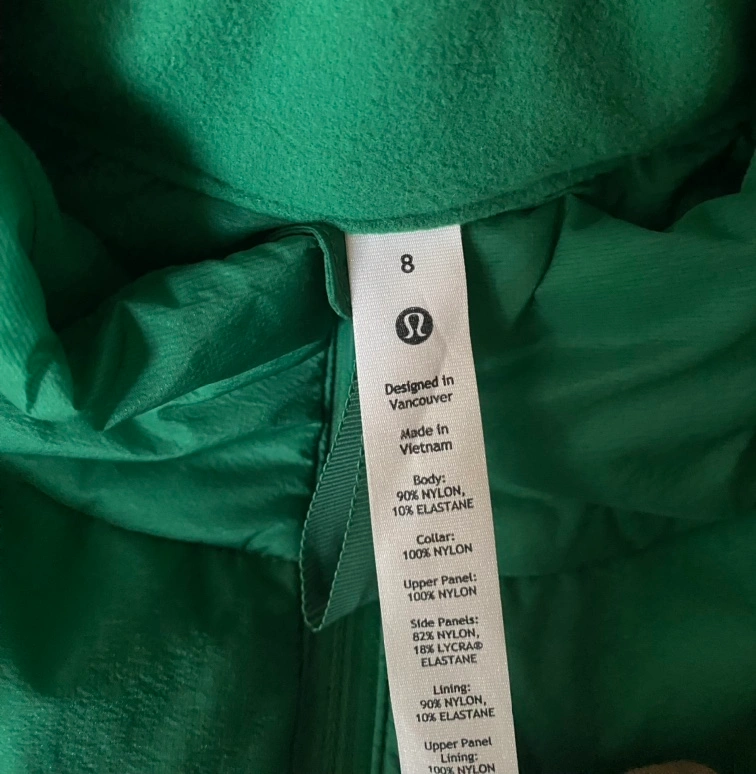 8
Designed in
Vancouver
Made in
Vietnam
Body:
90% NYLON,
10% ELASTANE
Collar:
100% NYLON
Upper Panel:
100% NYLON
Side Panels:
82% NYLON,
18% LYCRA®
ELASTANE
Lining:
90% NYLON,
10% ELASTANE
Upper Panel
Lining:
100% NYLON